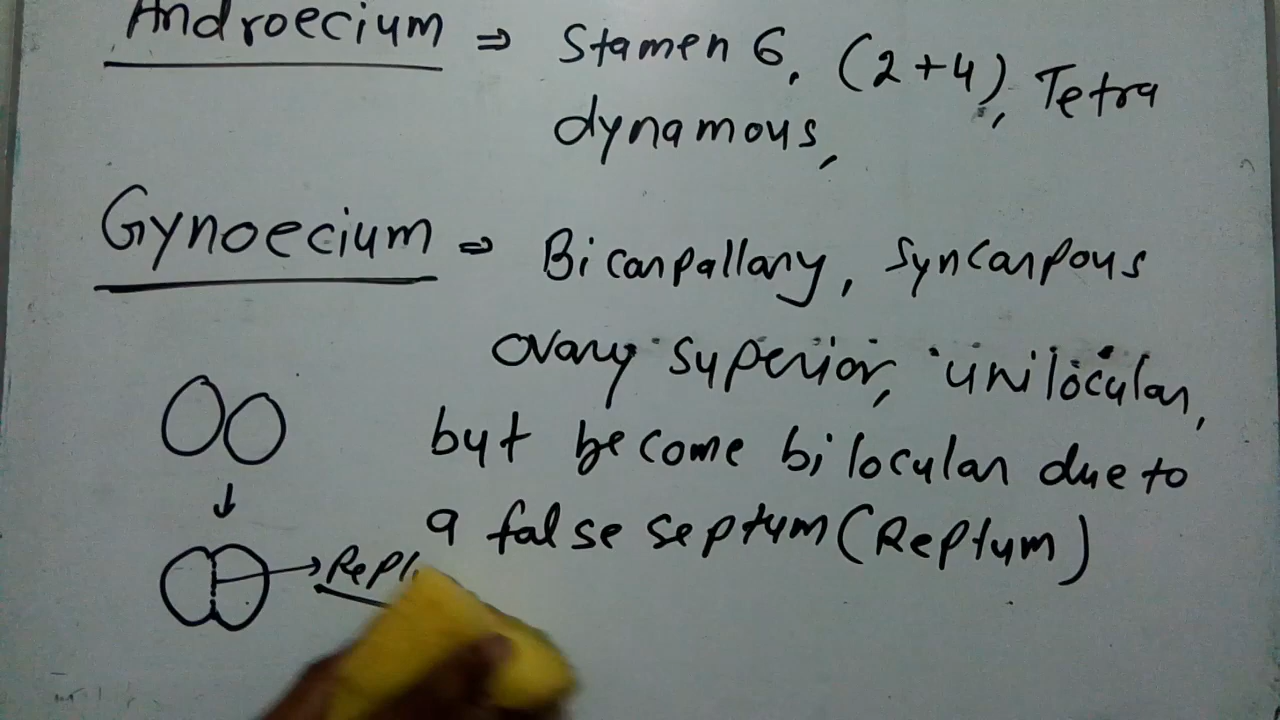 Androecium ⇒ Stamen 6, (2+4), Tetra
dynamous,
Gynoecium ⇒ Bicarpallary, Syncarpous
ovary superior, unilocular,
but become bilocular due to
a false septum (Replum)
→ Repl